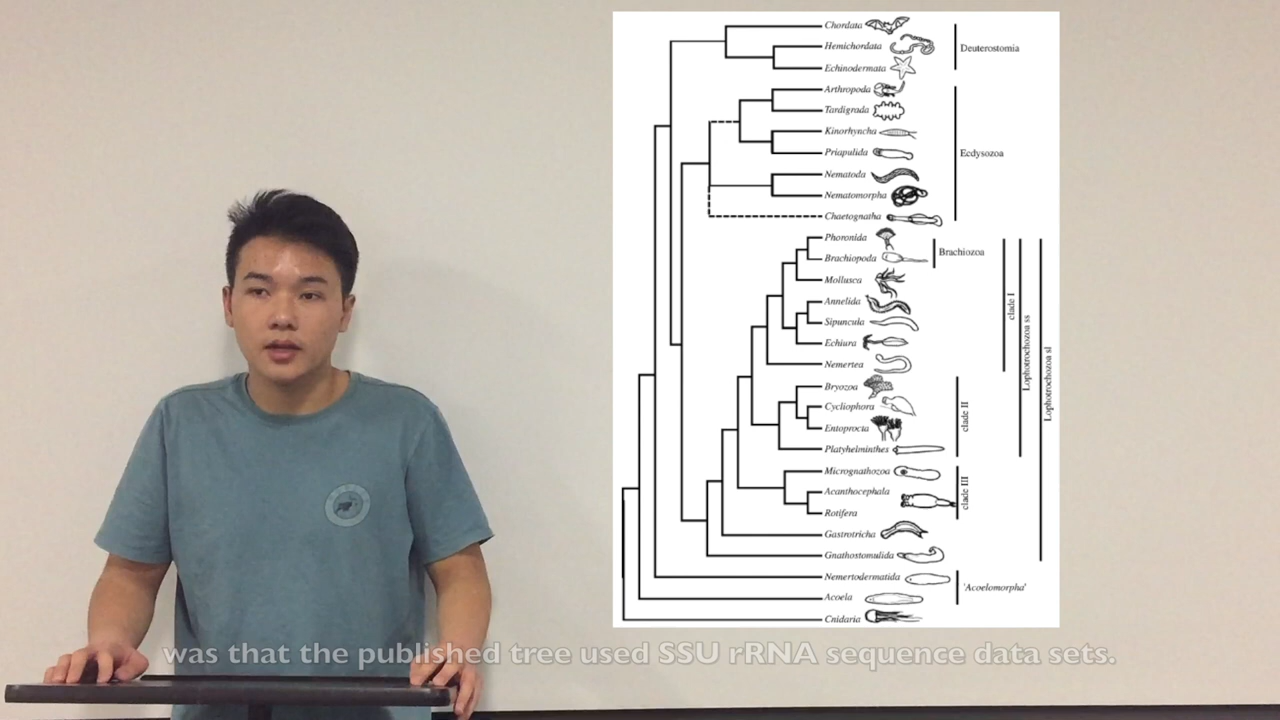 Chordata
Hemichordata
Deuterostomia
Echinodermata
Arthropoda
Tardigrada
Kinorhyncha
Priapulida
Ecdysozoa
Nematoda
Nematomorpha
Chaetognatha
Phoronida
Brachiopoda
Brachiozoa
Mollusca
Annelida
Sipuncula
Echiura
Nemertea
clade I
Lophotrochozoa ss
Lophotrochozoa sl
Bryozoa
Cycliophora
Entoprocta
Platyhelminthes
clade II
Micrognathozoa
Acanthocephala
Rotifera
clade III
Gastrotricha
Gnathostomulida
Nemertodermatida
Acoela
'Acoelomorpha'
Cnidaria
was that the published tree used SSU rRNA sequence data sets.